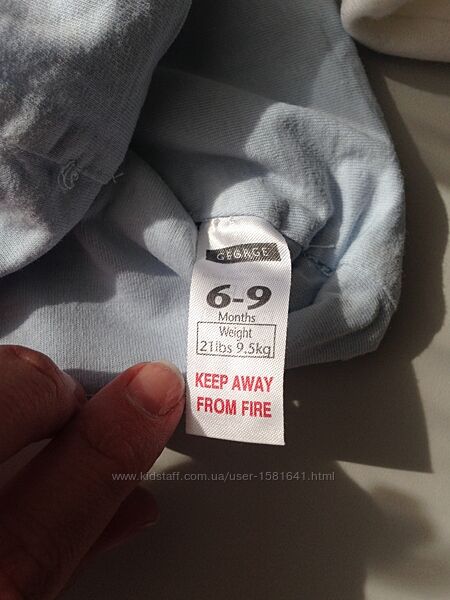 GEORGE
6-9
Months
Weight
21lbs 9.5kg
KEEP AWAY
FROM FIRE
www.kidstaff.com.ua/user-1581641.html